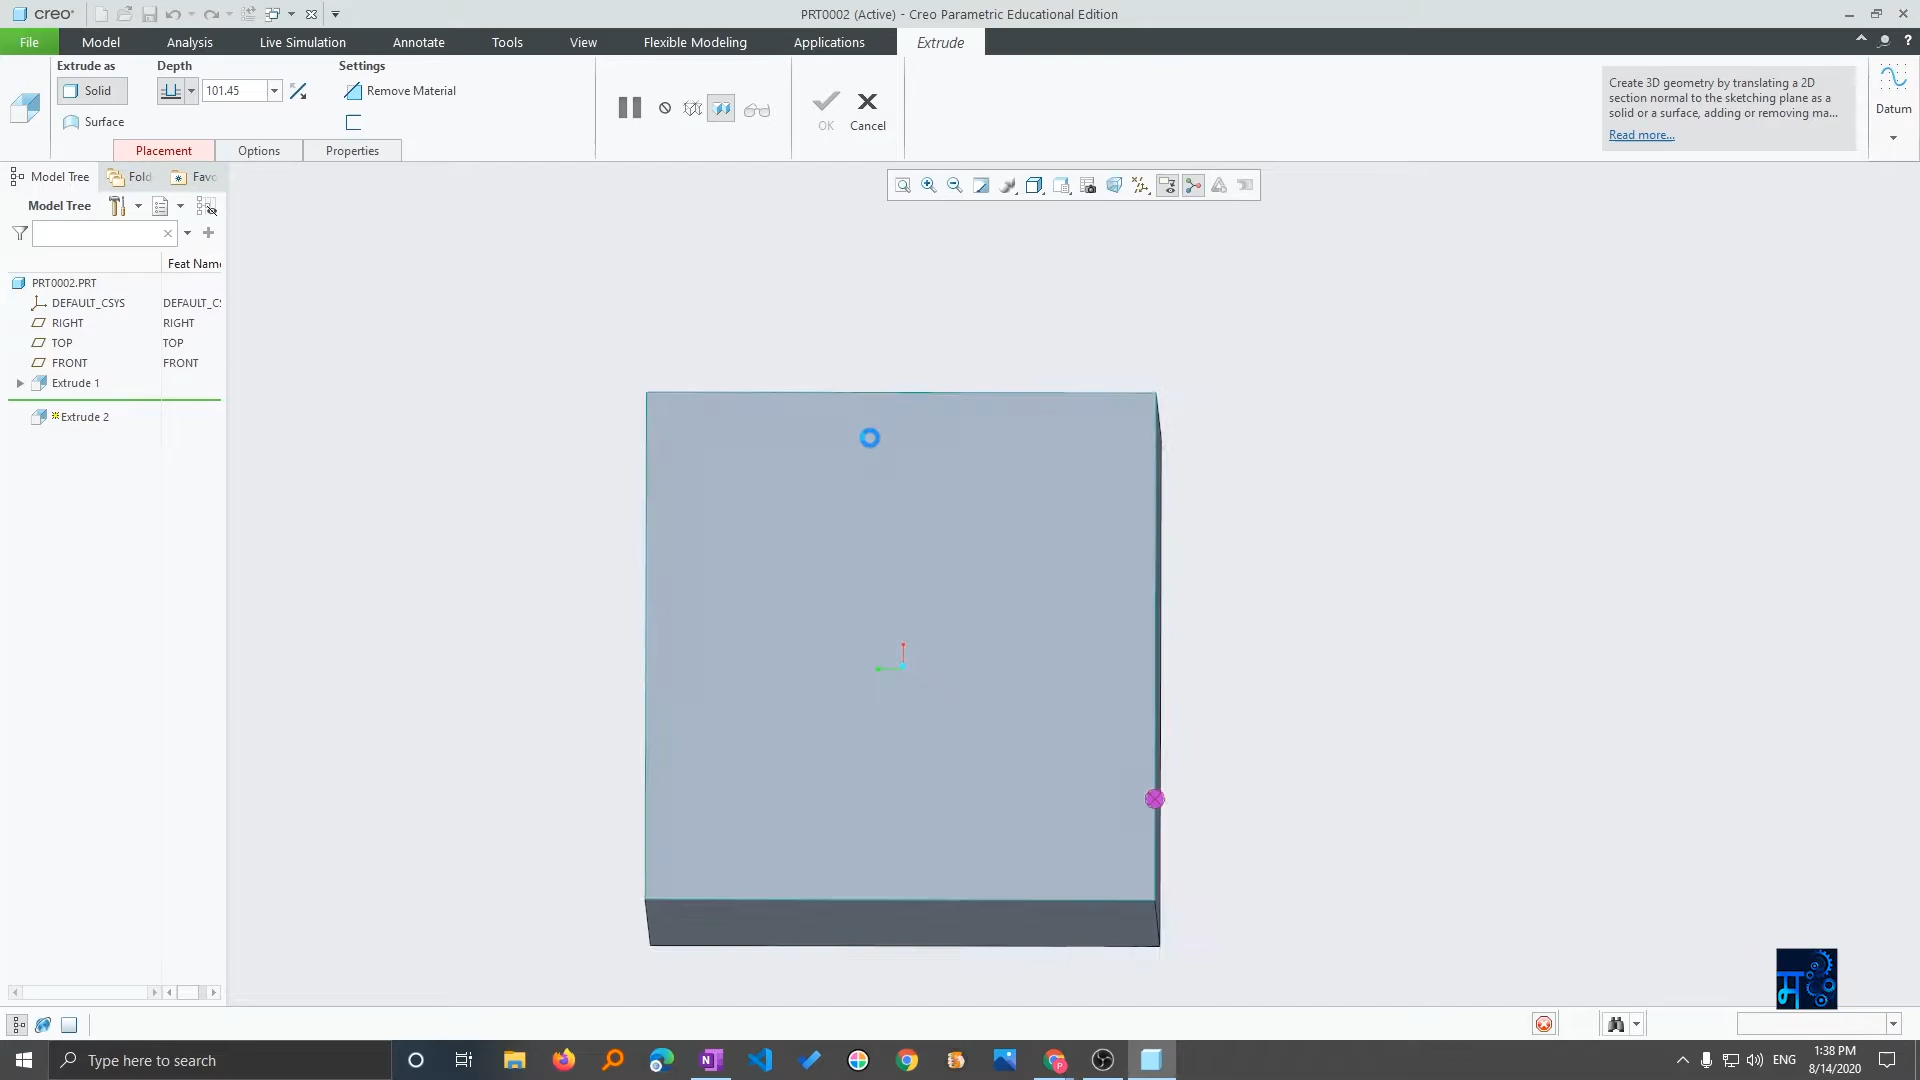 creo
PRT0002 (Active) - Creo Parametric Educational Edition
File
Model
Analysis
Live Simulation
Annotate
Tools
View
Flexible Modeling
Applications
Extrude
Extrude as
Depth
Settings
Solid
101.45
Remove Material
Surface
OK
Cancel
Placement
Options
Properties
Create 3D geometry by translating a 2D
section normal to the sketching plane as a
solid or a surface, adding or removing ma...
Read more...
Datum
Model Tree
Fold
Favo
Model Tree
Feat Name
PRT0002.PRT
DEFAULT_CSYS
DEFAULT_CS
RIGHT
RIGHT
TOP
TOP
FRONT
FRONT
Extrude 1
Extrude 2
म
Type here to search
ENG
1:38 PM
8/14/2020